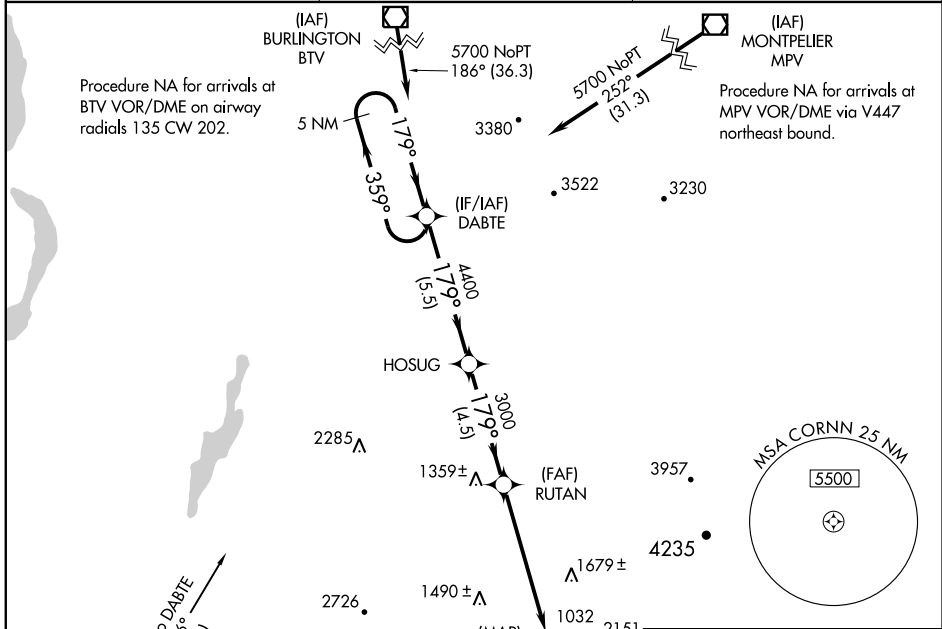 (IAF)
BURLINGTON
BTV
5700 NoPT
186° (36.3)
(IAF)
MONTPELIER
MPV
5700 NoPT
252°
(31.3)
Procedure NA for arrivals at
BTV VOR/DME on airway
radials 135 CW 202.
Procedure NA for arrivals at
MPV VOR/DME via V447
northeast bound.
5 NM
179°
359°
3380
3522
3230
(IF/IAF)
DABTE
4400
179°
(5.5)
HOSUG
3000
179°
(4.5)
2285
1359±
(FAF)
RUTAN
3957
MSA CORNN 25 NM
5500
4235
1679±
1490±
2726
1032
2151
DABTE
(MAP)